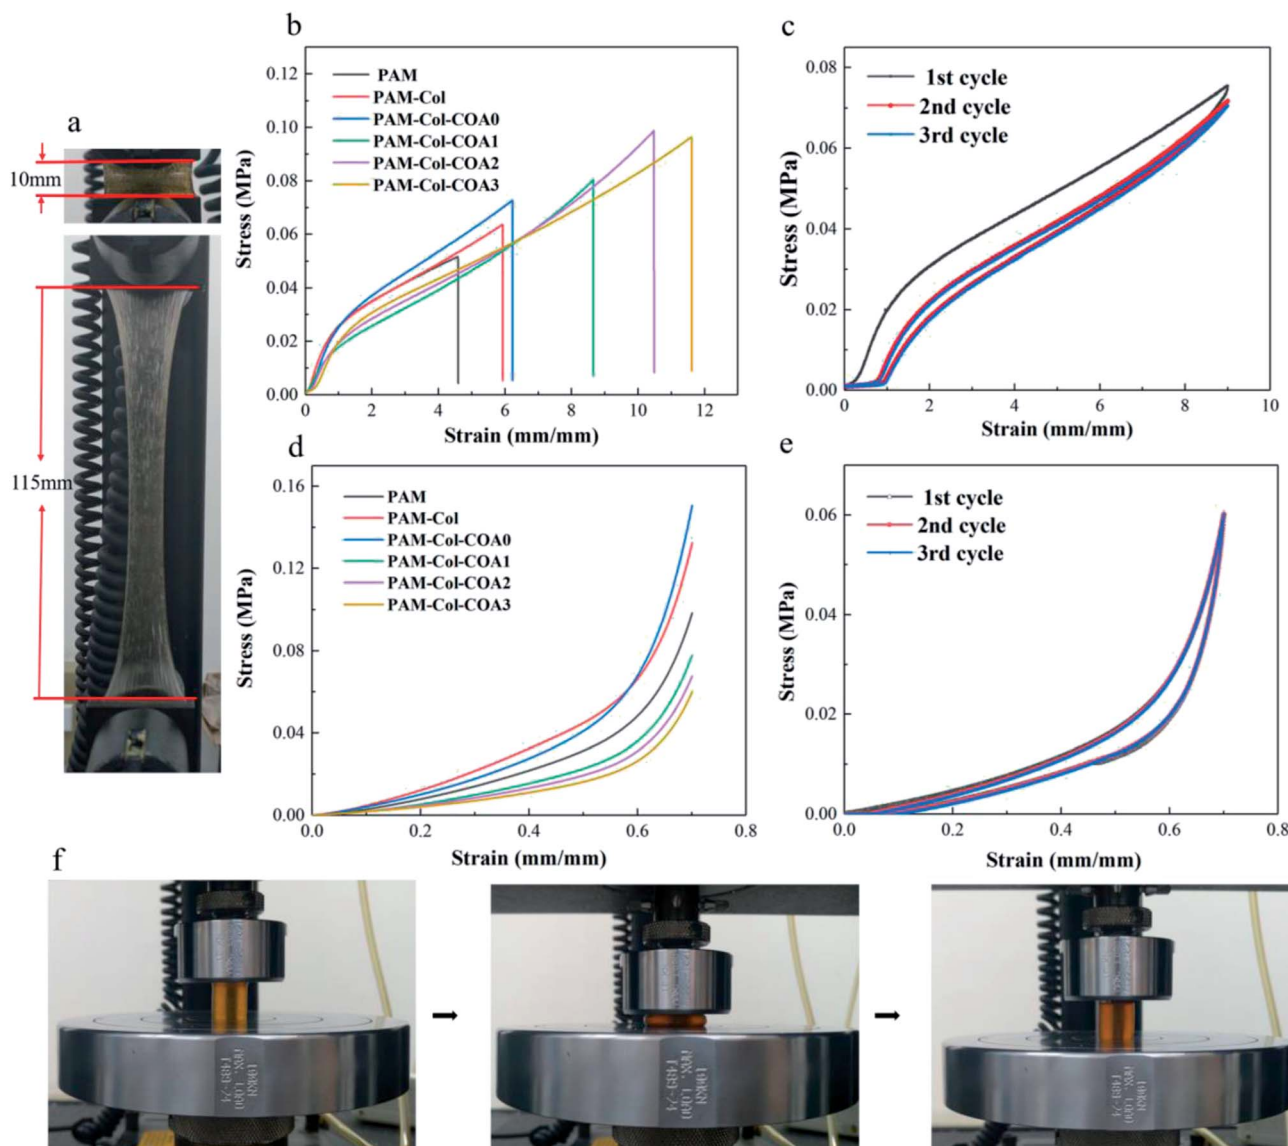 a
10mm
115mm
b
0.12
0.10
0.08
0.06
0.04
0.02
0.00
Stress (MPa)
PAM
PAM-Col
PAM-Col-COA0
PAM-Col-COA1
PAM-Col-COA2
PAM-Col-COA3
0 2 4 6 8 10 12
Strain (mm/mm)
c
0.08
0.06
0.04
0.02
0.00
Stress (MPa)
1st cycle
2nd cycle
3rd cycle
0 2 4 6 8 10
Strain (mm/mm)
d
0.16
0.12
0.08
0.04
0.00
Stress (MPa)
PAM
PAM-Col
PAM-Col-COA0
PAM-Col-COA1
PAM-Col-COA2
PAM-Col-COA3
0.0 0.2 0.4 0.6 0.8
Strain (mm/mm)
e
0.06
0.04
0.02
0.00
Stress (MPa)
1st cycle
2nd cycle
3rd cycle
0.0 0.2 0.4 0.6 0.8
Strain (mm/mm)
f